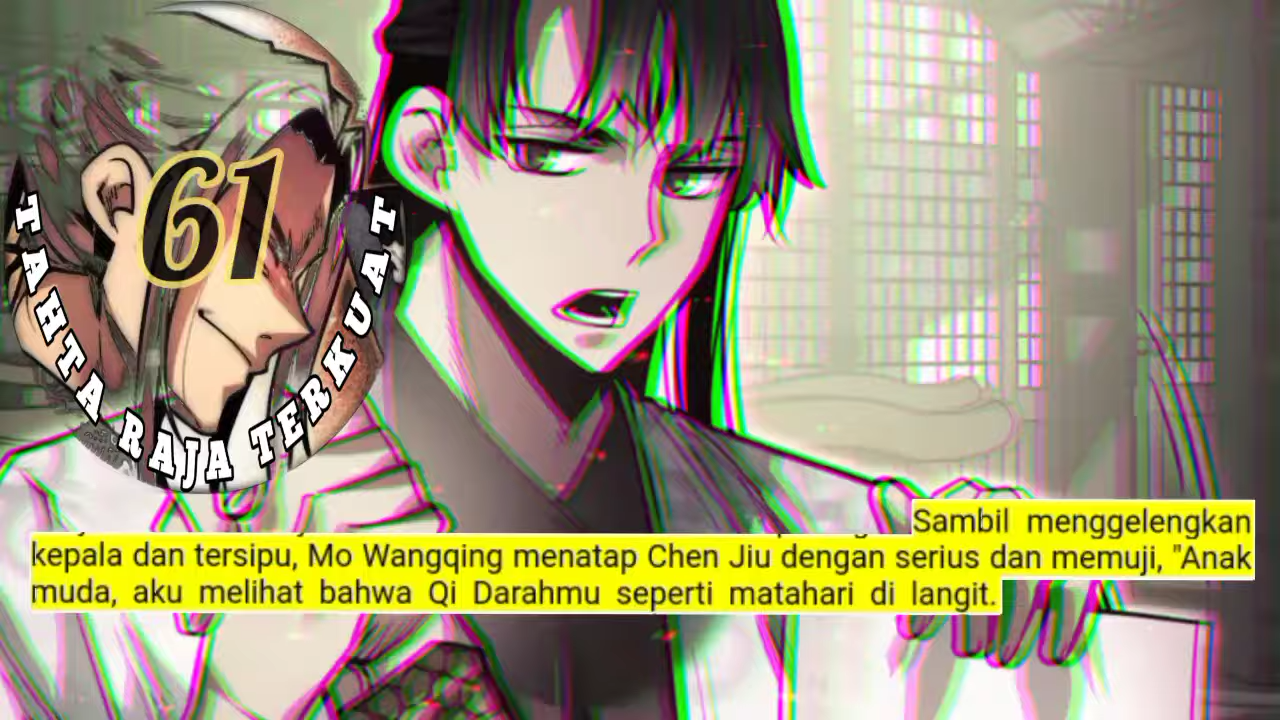 61
TAHTA RAJA TERKUAT
Sambil menggelengkan
kepala dan tersipu, Mo Wangqing menatap Chen Jiu dengan serius dan memuji, "Anak
muda, aku melihat bahwa Qi Darahmu seperti matahari di langit.